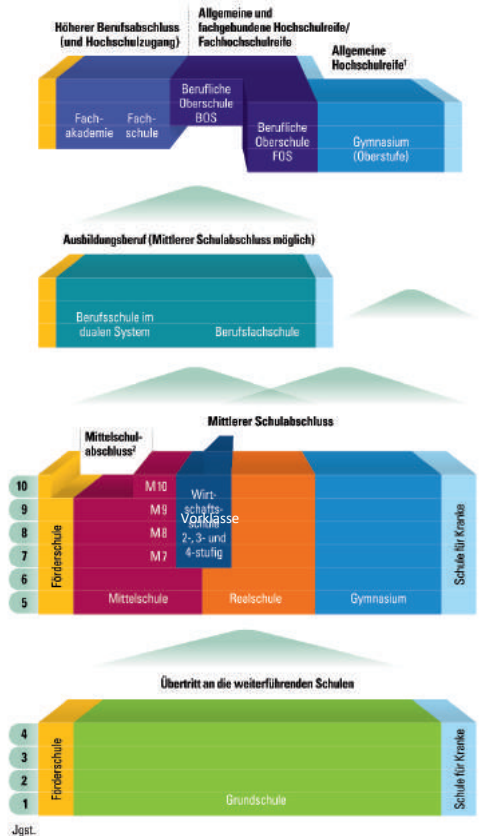 Höherer Berufsabschluss
(und Hochschulzugang)
Allgemeine und
fachgebundene Hochschulreife/
Fachhochschulreife
Allgemeine
Hochschulreife¹
Fach-
akademie
Fach-
schule
Berufliche
Oberschule
BOS
Berufliche
Oberschule
FOS
Gymnasium
(Oberstufe)
Ausbildungsberuf (Mittlerer Schulabschluss möglich)
Berufsschule im
dualen System
Berufsfachschule
Mittlerer Schulabschluss
Mittelschul-
abschluss²
10
9
8
7
6
5
Förderschule
M10
M9
M8
M7
Mittelschule
Wirt-
schafts-
schule
Vorklasse
2-, 3- und
4-stufig
Realschule
Gymnasium
Schule für Kranke
Übertritt an die weiterführenden Schulen
4
3
2
1
Förderschule
Grundschule
Schule für Kranke
Jgst.